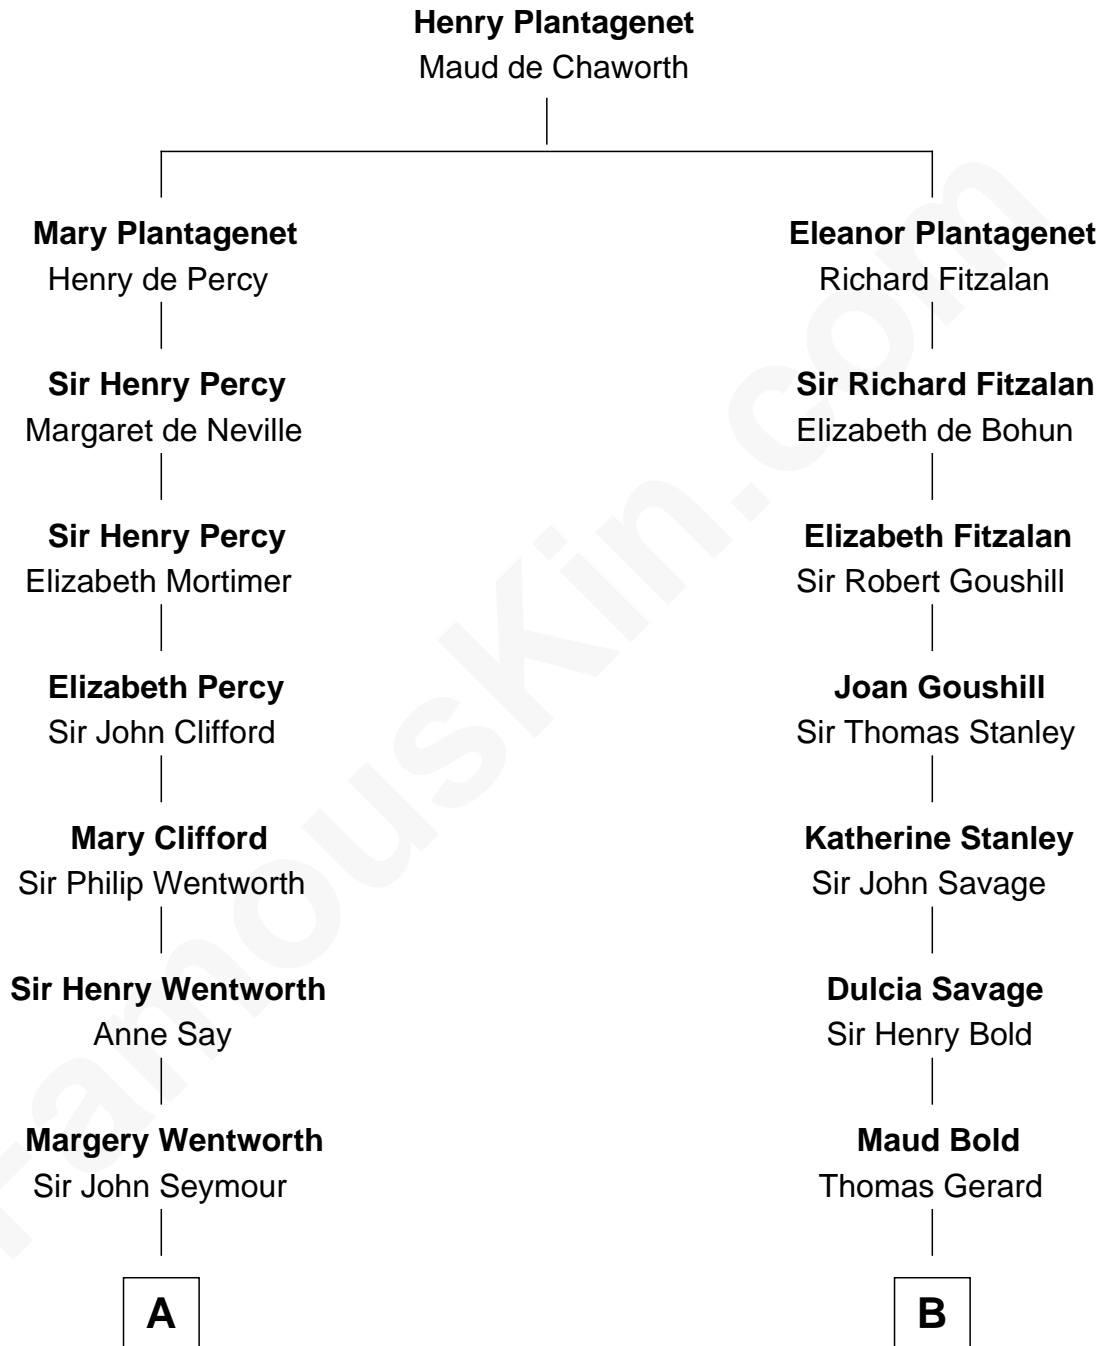 Henry Plantagenet
Maud de Chaworth
Mary Plantagenet
Henry de Percy
Eleanor Plantagenet
Richard Fitzalan
Sir Henry Percy
Margaret de Neville
Sir Richard Fitzalan
Elizabeth de Bohun
Sir Henry Percy
Elizabeth Mortimer
Elizabeth Fitzalan
Sir Robert Goushill
Elizabeth Percy
Sir John Clifford
Joan Goushill
Sir Thomas Stanley
Mary Clifford
Sir Philip Wentworth
Katherine Stanley
Sir John Savage
Sir Henry Wentworth
Anne Say
Dulcia Savage
Sir Henry Bold
Margery Wentworth
Sir John Seymour
Maud Bold
Thomas Gerard
A
B
FamousKin.com